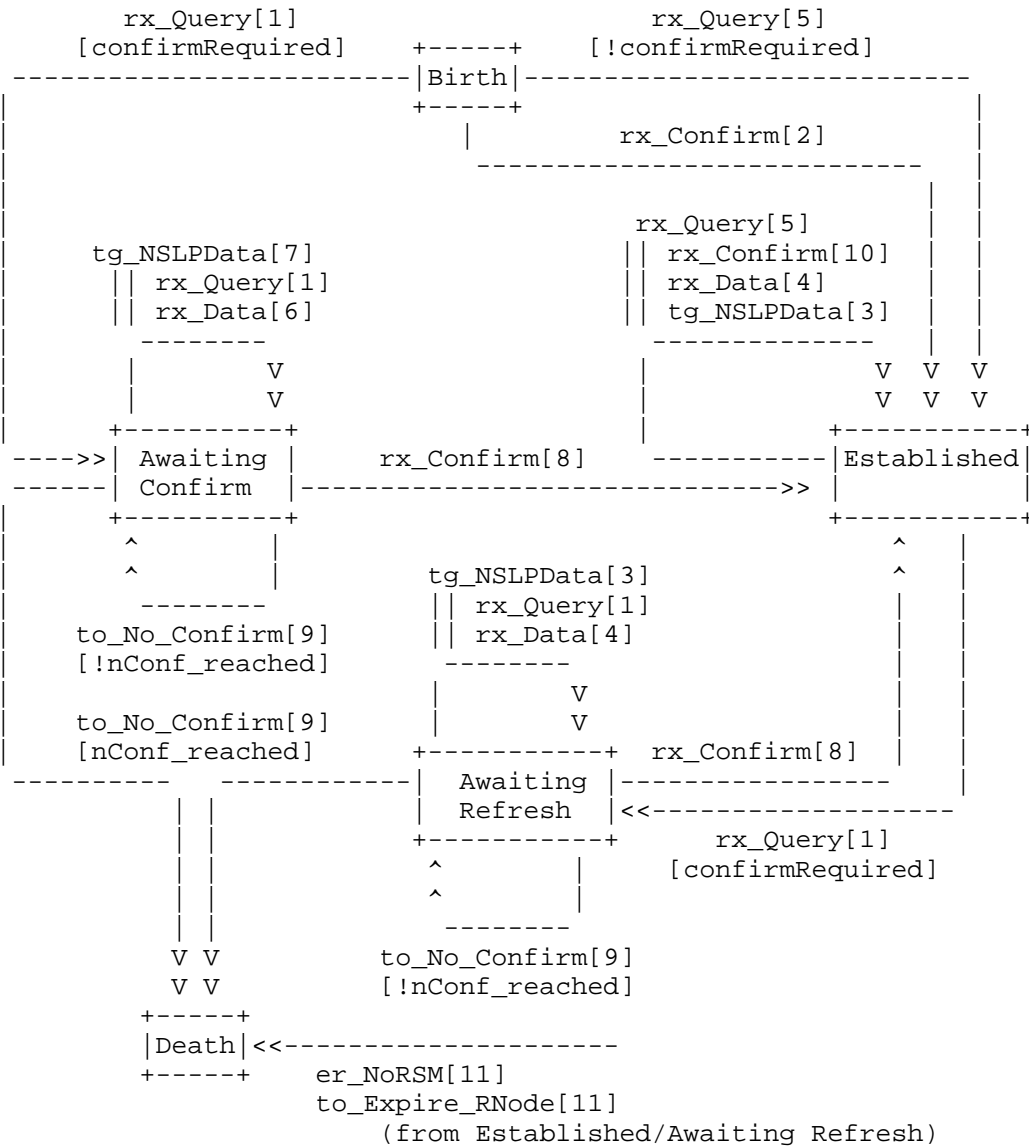 rx_Query[1] rx_Query[5]
[confirmRequired] [!confirmRequired]
Birth
rx_Confirm[2]
rx_Query[5]
tg_NSLPData[7] || rx_Confirm[10]
|| rx_Query[1] || rx_Data[4]
|| rx_Data[6] || tg_NSLPData[3]
Awaiting rx_Confirm[8] Established
Confirm
tg_NSLPData[3]
|| rx_Query[1]
to_No_Confirm[9] || rx_Data[4]
[!nConf_reached]
to_No_Confirm[9]
[nConf_reached] rx_Confirm[8]
Awaiting
Refresh
rx_Query[1]
[confirmRequired]
to_No_Confirm[9]
[!nConf_reached]
Death
er_NoRSM[11]
to_Expire_RNode[11]
(from Established/Awaiting Refresh)